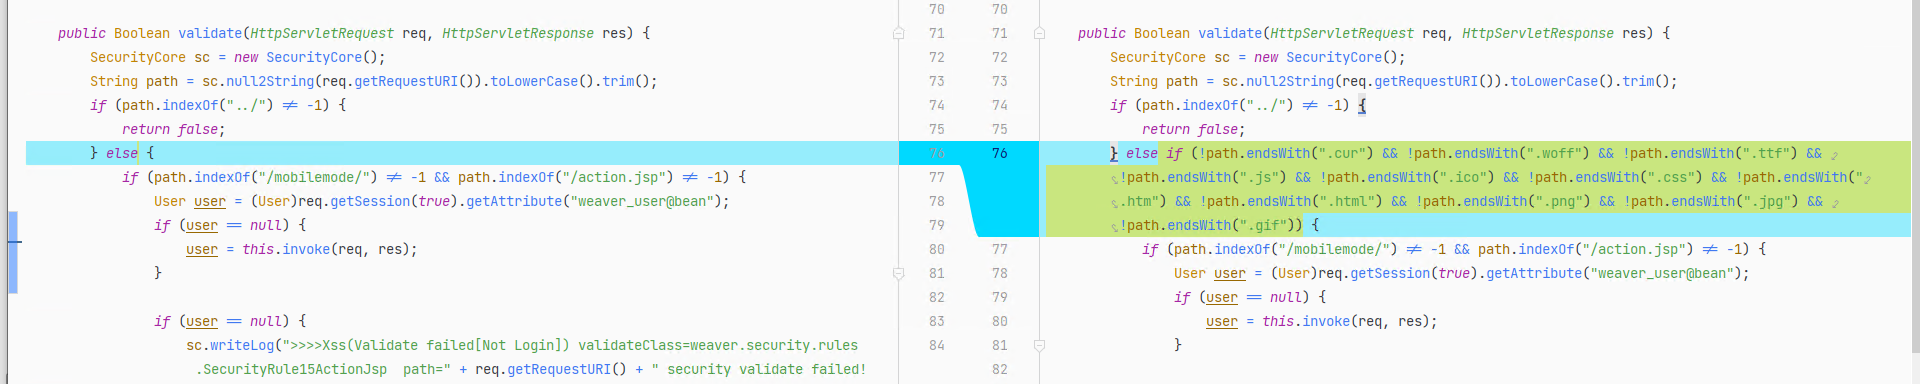 70 70
public Boolean validate(HttpServletRequest req, HttpServletResponse res) { 71 71 public Boolean validate(HttpServletRequest req, HttpServletResponse res) {
SecurityCore sc = new SecurityCore(); 72 72 SecurityCore sc = new SecurityCore();
String path = sc.null2String(req.getRequestURI()).toLowerCase().trim(); 73 73 String path = sc.null2String(req.getRequestURI()).toLowerCase().trim();
if (path.indexOf("../") ≠ -1) { 74 74 if (path.indexOf("../") ≠ -1) {
return false; 75 75 return false;
} else { 76 76 } else if (!path.endsWith(".cur") && !path.endsWith(".woff") && !path.endsWith(".ttf") &&
if (path.indexOf("/mobilemode/") ≠ -1 && path.indexOf("/action.jsp") ≠ -1) { 77 !path.endsWith(".js") && !path.endsWith(".ico") && !path.endsWith(".css") && !path.endsWith("
User user = (User)req.getSession(true).getAttribute("weaver_user@bean"); 78 .htm") && !path.endsWith(".html") && !path.endsWith(".png") && !path.endsWith(".jpg") &&
if (user == null) { 79 !path.endsWith(".gif")) {
user = this.invoke(req, res); 80 77 if (path.indexOf("/mobilemode/") ≠ -1 && path.indexOf("/action.jsp") ≠ -1) {
} 81 78 User user = (User)req.getSession(true).getAttribute("weaver_user@bean");
82 79 if (user == null) {
if (user == null) { 83 80 user = this.invoke(req, res);
sc.writeLog(">>>>Xss(Validate failed[Not Login]) validateClass=weaver.security.rules 84 81 }
.SecurityRule15ActionJsp path=" + req.getRequestURI() + " security validate failed! 82